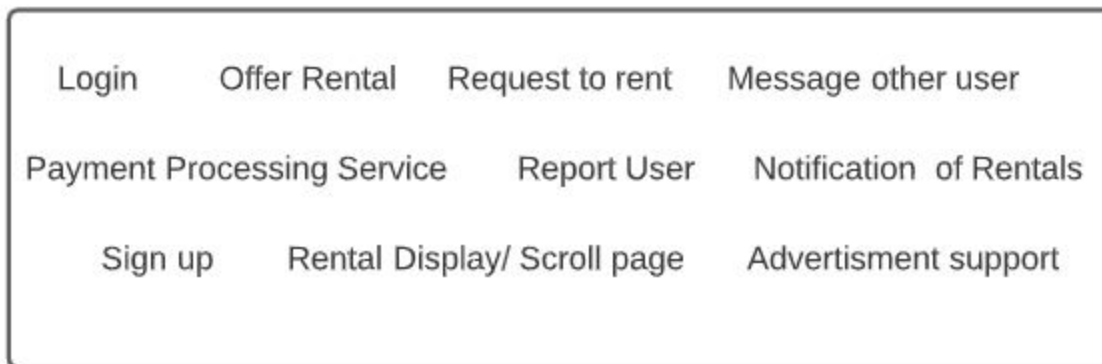 Login Offer Rental Request to rent Message other user
Payment Processing Service Report User Notification of Rentals
Sign up Rental Display/ Scroll page Advertisment support